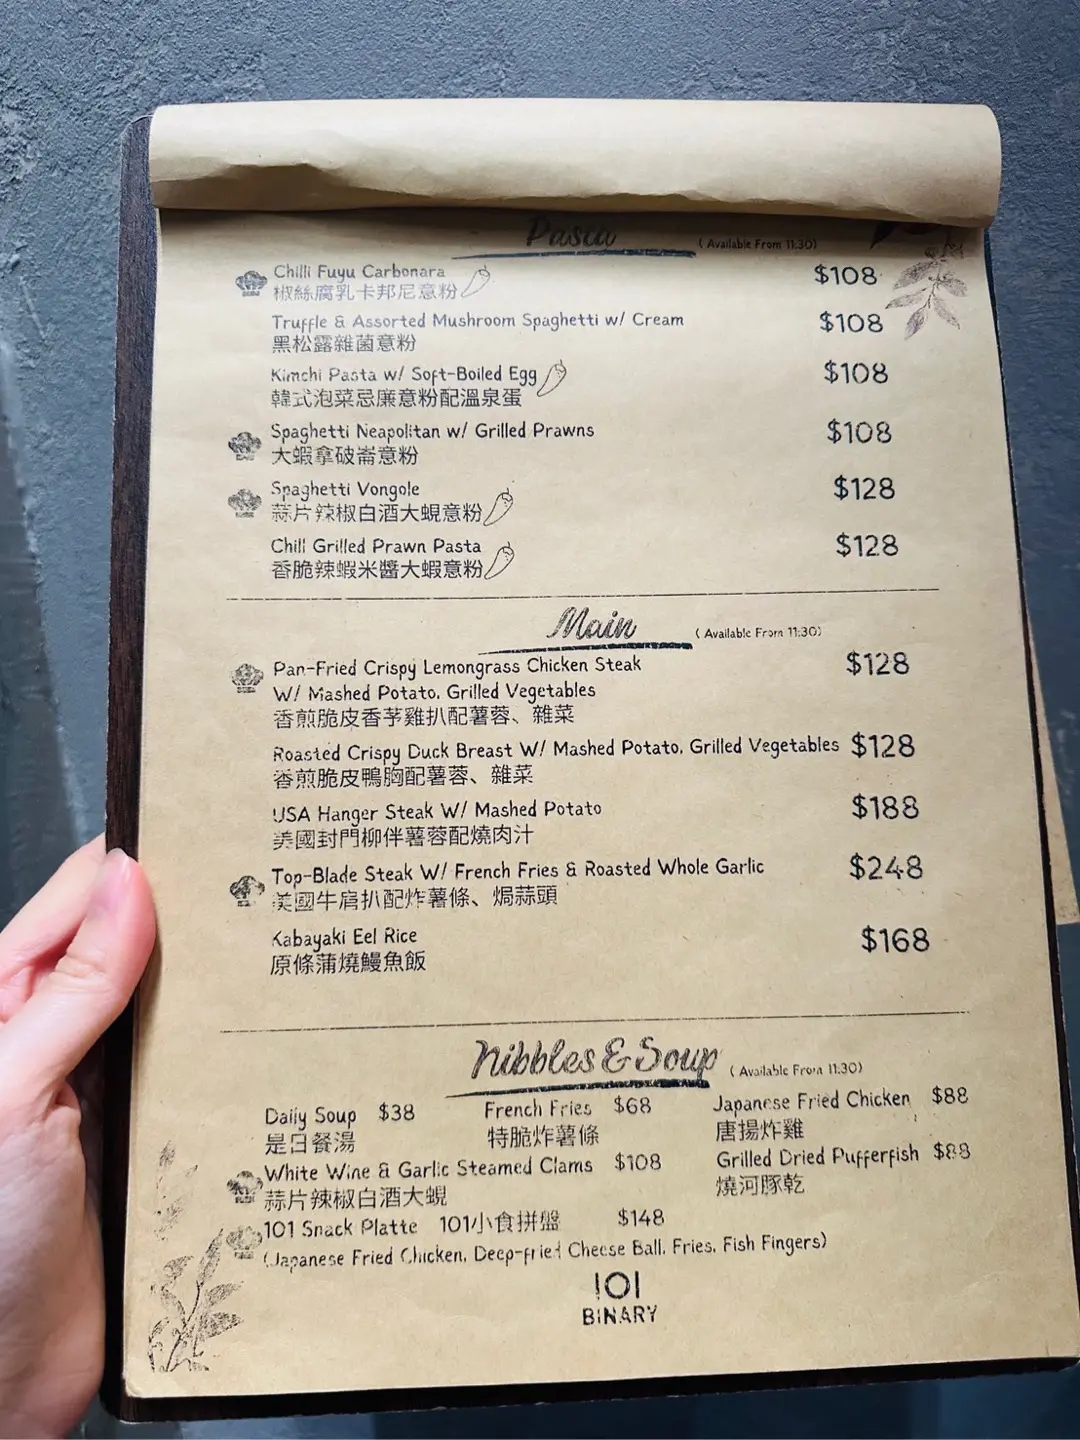 Pasta
( Available From 11:30)
Chilli Fuyu Carbonara $108
椒絲腐乳卡邦尼意粉
Truffle & Assorted Mushroom Spaghetti w/ Cream $108
黑松露雜菌意粉
Kimchi Pasta w/ Soft-Boiled Egg $108
韓式泡菜忌廉意粉配溫泉蛋
Spaghetti Neapolitan w/ Grilled Prawns $108
大蝦拿破崙意粉
Spaghetti Vongole $128
蒜片辣椒白酒大蜆意粉
Chill Grilled Prawn Pasta $128
香脆辣蝦米醬大蝦意粉
Main
( Available From 11:30)
Pan-Fried Crispy Lemongrass Chicken Steak $128
W/ Mashed Potato, Grilled Vegetables
香煎脆皮香茅雞扒配薯蓉、雜菜
Roasted Crispy Duck Breast W/ Mashed Potato, Grilled Vegetables $128
香煎脆皮鴨胸配薯蓉、雜菜
USA Hanger Steak W/ Mashed Potato $188
美國封門柳伴薯蓉配燒肉汁
Top-Blade Steak W/ French Fries & Roasted Whole Garlic $248
美國牛肩扒配炸薯條、焗蒜頭
Kabayaki Eel Rice $168
原條蒲燒鰻魚飯
Nibbles & Soup
( Available From 11:30)
Daily Soup $38 French Fries $68 Japanese Fried Chicken $88
是日餐湯 特脆炸薯條 唐揚炸雞
White Wine & Garlic Steamed Clams $108 Grilled Dried Pufferfish $88
蒜片辣椒白酒大蜆 燒河豚乾
101 Snack Platte 101小食拼盤 $148
(Japanese Fried Chicken, Deep-fried Cheese Ball, Fries, Fish Fingers)
101
BINARY